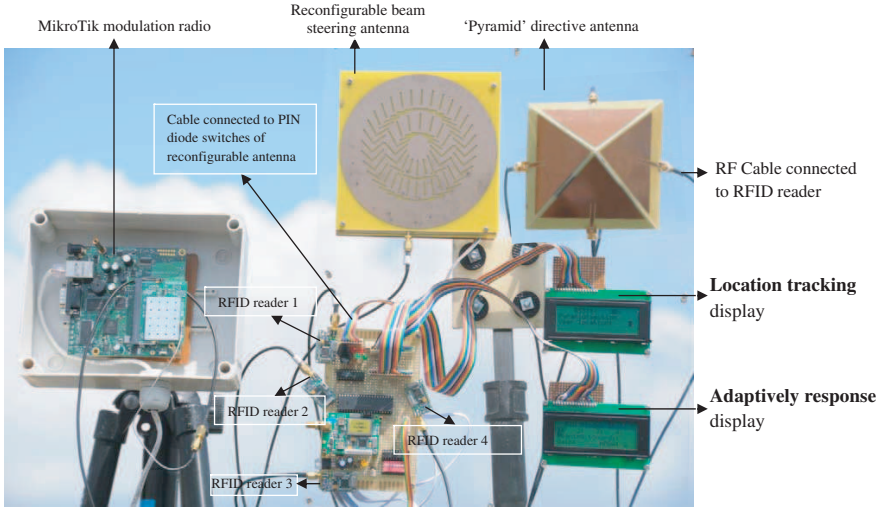 MikroTik modulation radio
Reconfigurable beam
steering antenna
‘Pyramid’ directive antenna
Cable connected to PIN
diode switches of
reconfigurable antenna
RF Cable connected
to RFID reader
RFID reader 1
Location tracking
display
RFID reader 2
RFID reader 4
Adaptively response
display
RFID reader 3